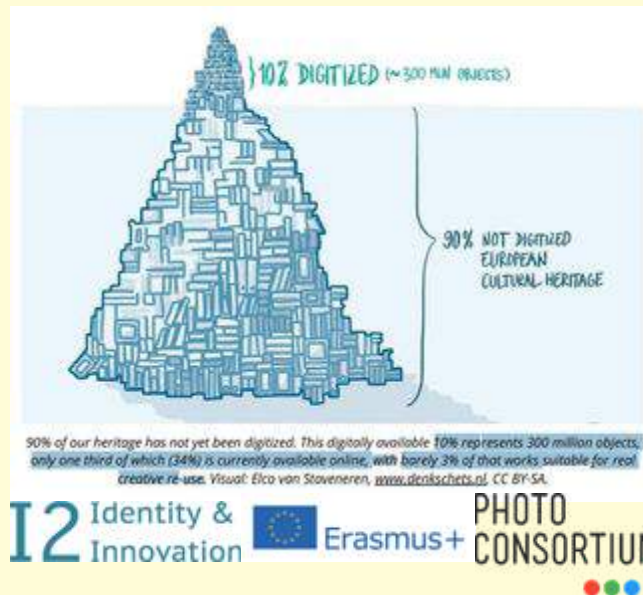 10% DIGITIZED (~300 MLN OBJECTS)
90% NOT DIGITIZED
EUROPEAN
CULTURAL HERITAGE
90% of our heritage has not yet been digitized. This digitally available 10% represents 300 million objects,
only one third of which (34%) is currently available online, with barely 3% of that works suitable for real
creative re-use. Visual: Elco van Staveneren, www.denkschets.nl, CC BY-SA.
I2 Identity &
Innovation
Erasmus+
PHOTO
CONSORTIU